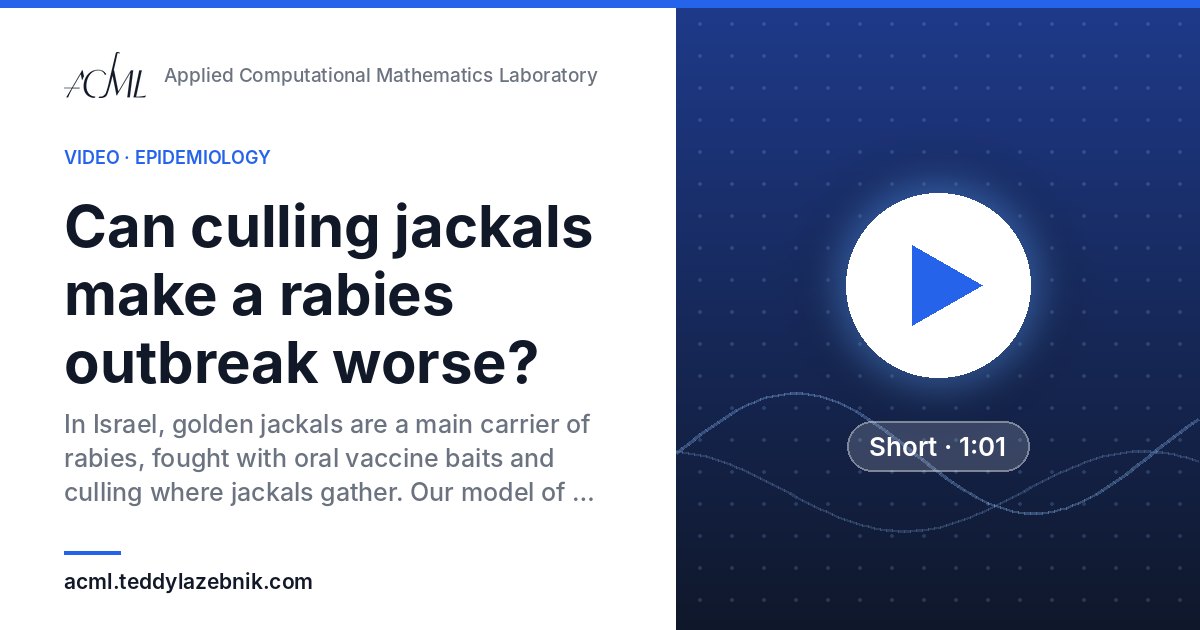 ACML Applied Computational Mathematics Laboratory
VIDEO · EPIDEMIOLOGY
Can culling jackals
make a rabies
outbreak worse?
In Israel, golden jackals are a main carrier of
rabies, fought with oral vaccine baits and
culling where jackals gather. Our model of ...
acml.teddylazebnik.com
Short · 1:01